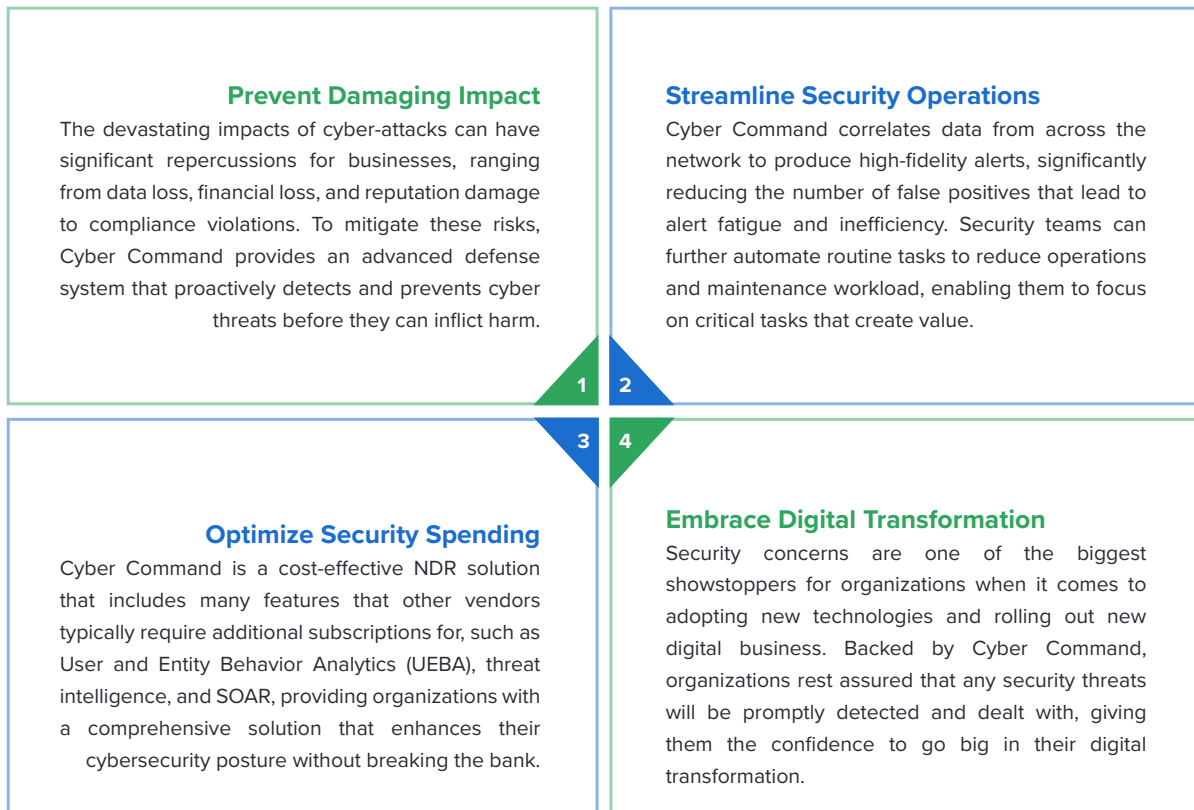 Prevent Damaging Impact
The devastating impacts of cyber-attacks can have
significant repercussions for businesses, ranging
from data loss, financial loss, and reputation damage
to compliance violations. To mitigate these risks,
Cyber Command provides an advanced defense
system that proactively detects and prevents cyber
threats before they can inflict harm.
1
Streamline Security Operations
Cyber Command correlates data from across the
network to produce high-fidelity alerts, significantly
reducing the number of false positives that lead to
alert fatigue and inefficiency. Security teams can
further automate routine tasks to reduce operations
and maintenance workload, enabling them to focus
on critical tasks that create value.
2
3
Optimize Security Spending
Cyber Command is a cost-effective NDR solution
that includes many features that other vendors
typically require additional subscriptions for, such as
User and Entity Behavior Analytics (UEBA), threat
intelligence, and SOAR, providing organizations with
a comprehensive solution that enhances their
cybersecurity posture without breaking the bank.
4
Embrace Digital Transformation
Security concerns are one of the biggest
showstoppers for organizations when it comes to
adopting new technologies and rolling out new
digital business. Backed by Cyber Command,
organizations rest assured that any security threats
will be promptly detected and dealt with, giving
them the confidence to go big in their digital
transformation.